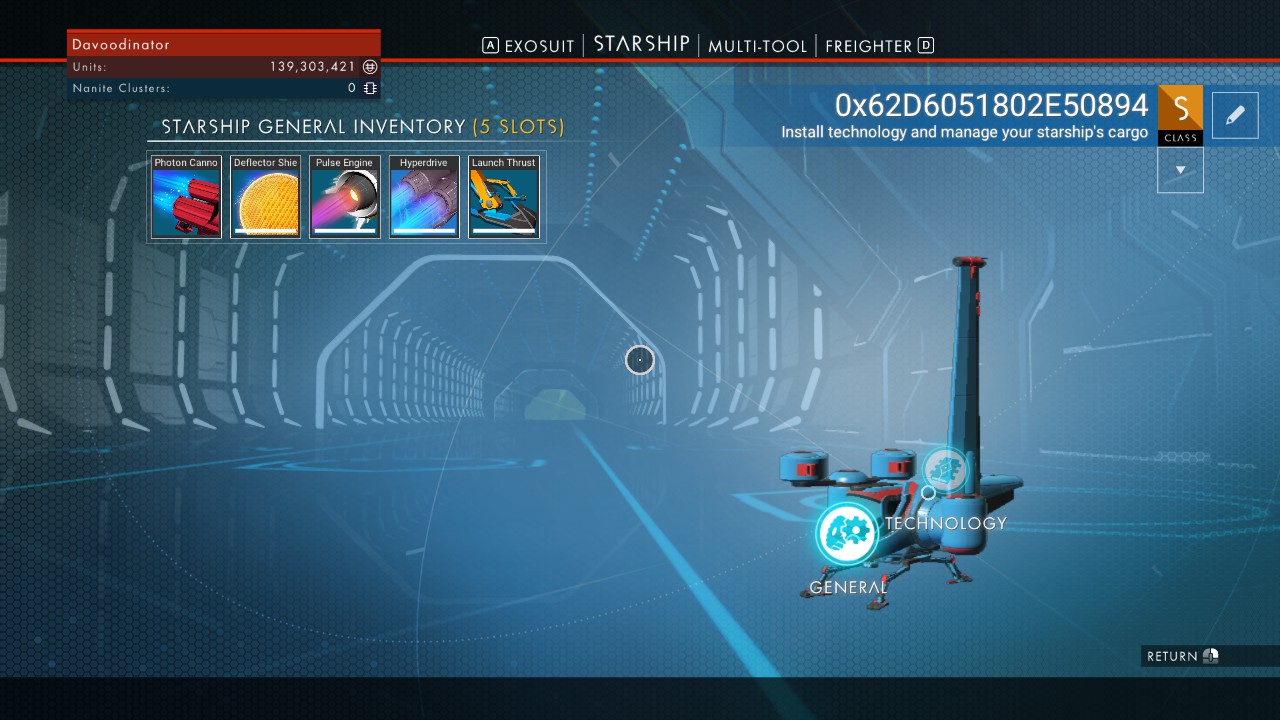 Davoodinator
Units: 139,303,421
Nanite Clusters: 0
A EXOSUIT STARSHIP MULTI-TOOL FREIGHTER D
0x62D6051802E50894
Install technology and manage your starship's cargo
S
CLASS
STARSHIP GENERAL INVENTORY (5 SLOTS)
Photon Canno Deflector Shie Pulse Engine Hyperdrive Launch Thrust
TECHNOLOGY
GENERAL
RETURN